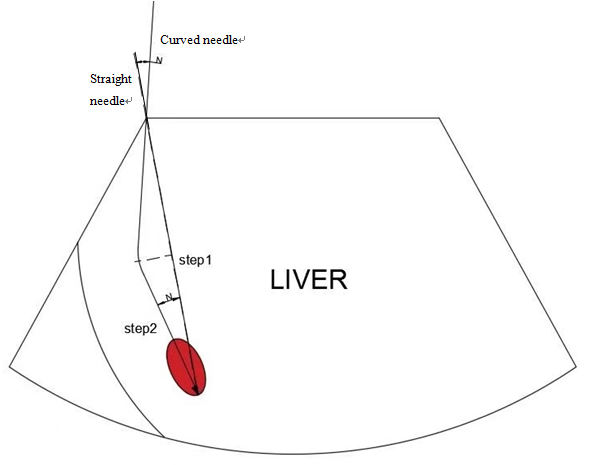 Curved needle↵
N
Straight
needle↵
step1
LIVER
N
step2